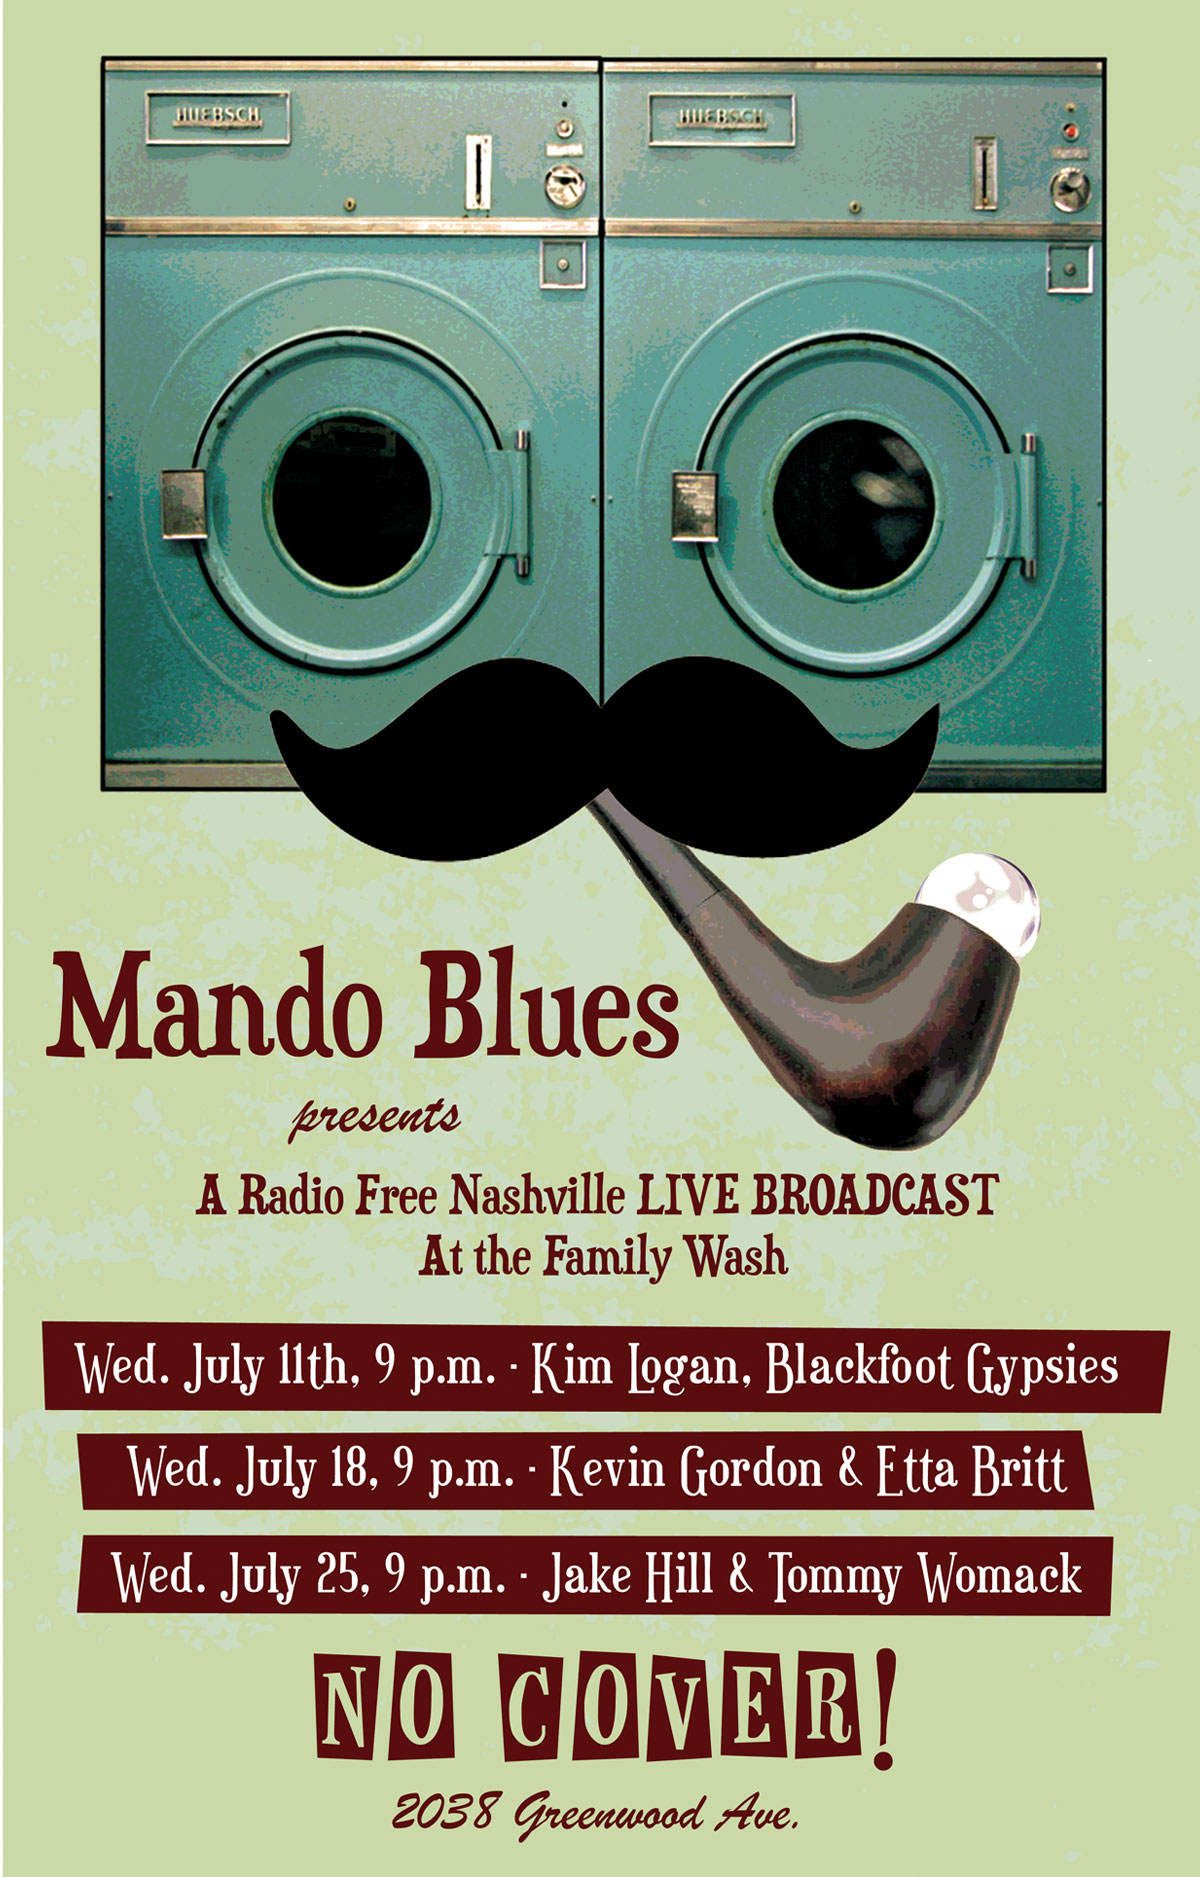 HUEBSCH HUEBSCH
Mando Blues
presents
A Radio Free Nashville LIVE BROADCAST
At the Family Wash
Wed. July 11th, 9 p.m. - Kim Logan, Blackfoot Gypsies
Wed. July 18, 9 p.m. - Kevin Gordon & Etta Britt
Wed. July 25, 9 p.m. - Jake Hill & Tommy Womack
NO COVER!
2038 Greenwood Ave.